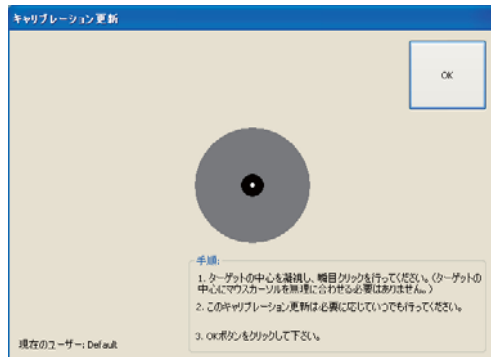 キャリブレーション更新
OK
手順:
1. ターゲットの中心を凝視し、瞬目クリックを行ってください。(ターゲットの
中心にマウスカーソルを無理に合わせる必要はありません。)
2. このキャリブレーション更新は必要に応じていつでも行ってください。
3. OKボタンをクリックして下さい。
現在のユーザー: Default